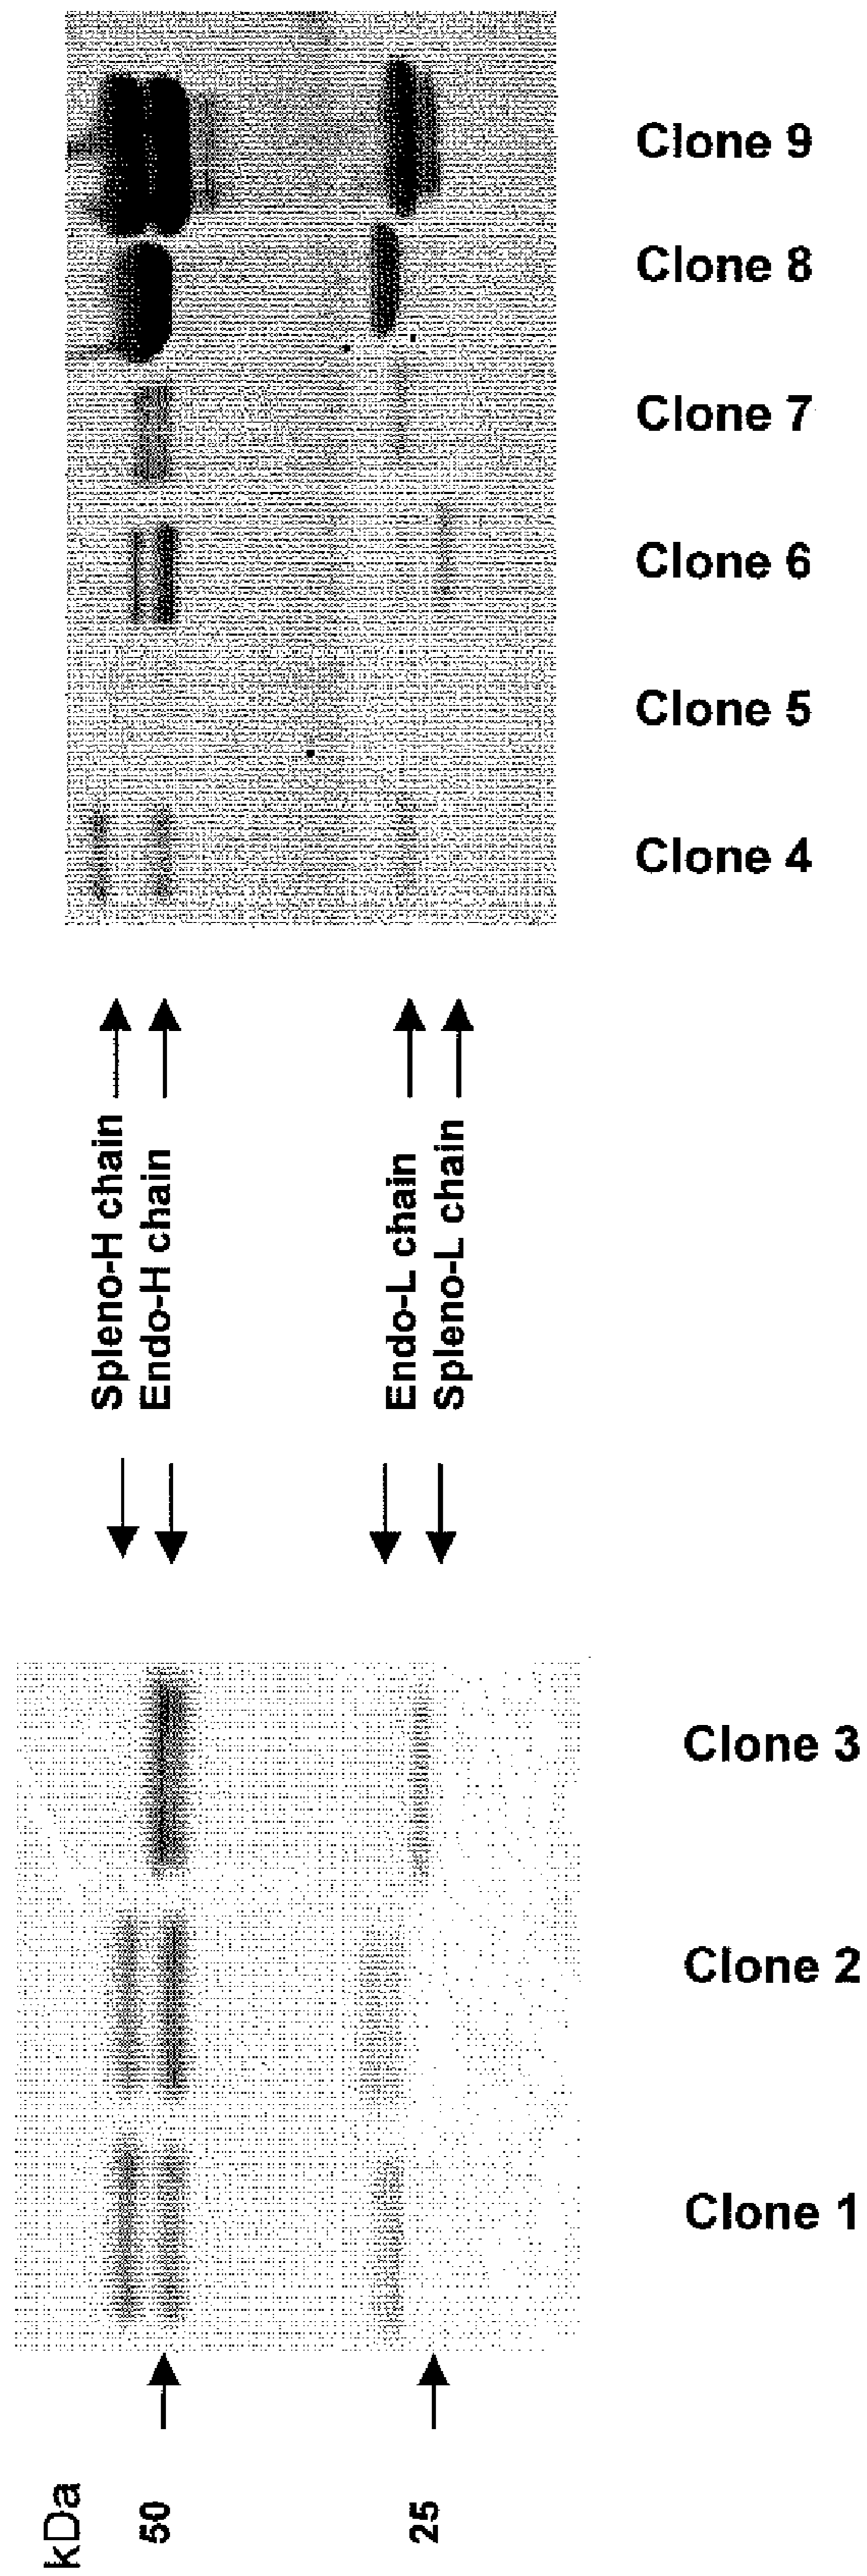 Clone 9
Clone 8
Clone 7
Clone 6
Clone 5
Clone 4
Spleno-H chain
Endo-H chain
Endo-L chain
Spleno-L chain
Clone 3
Clone 2
Clone 1
kDa
50
25